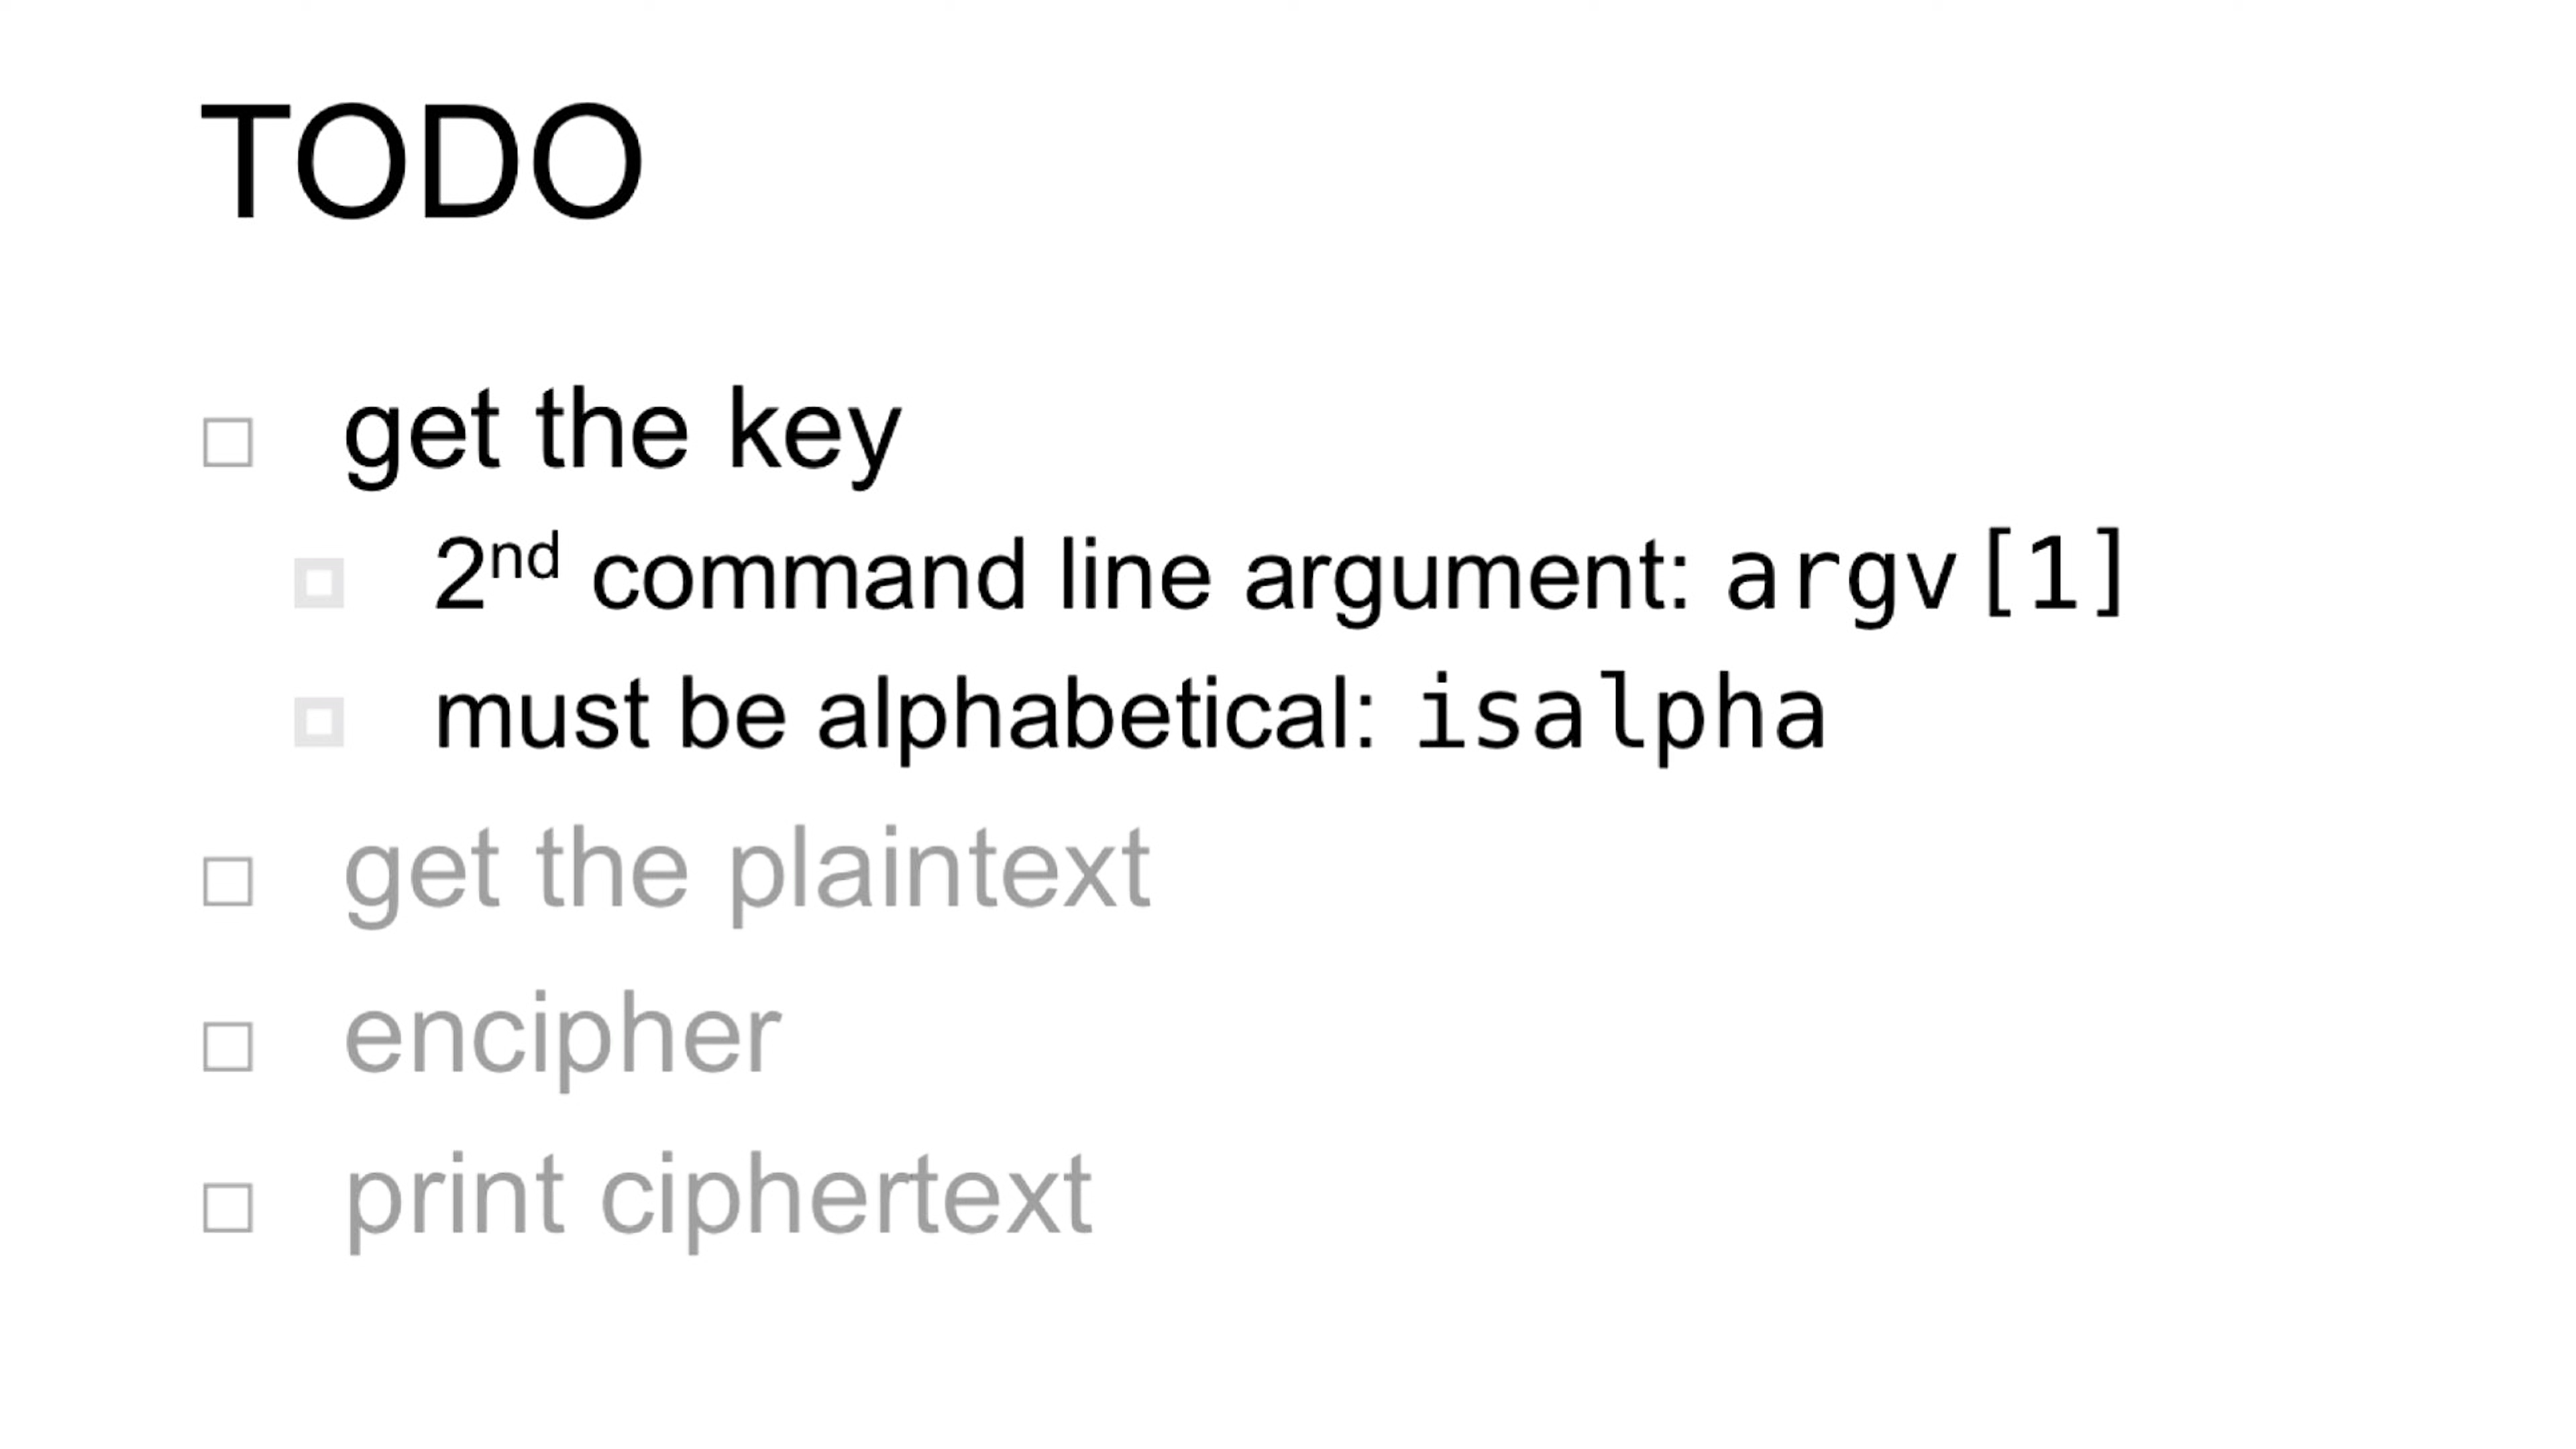 TODO
get the key
2nd command line argument: argv[1]
must be alphabetical: isalpha
get the plaintext
encipher
print ciphertext